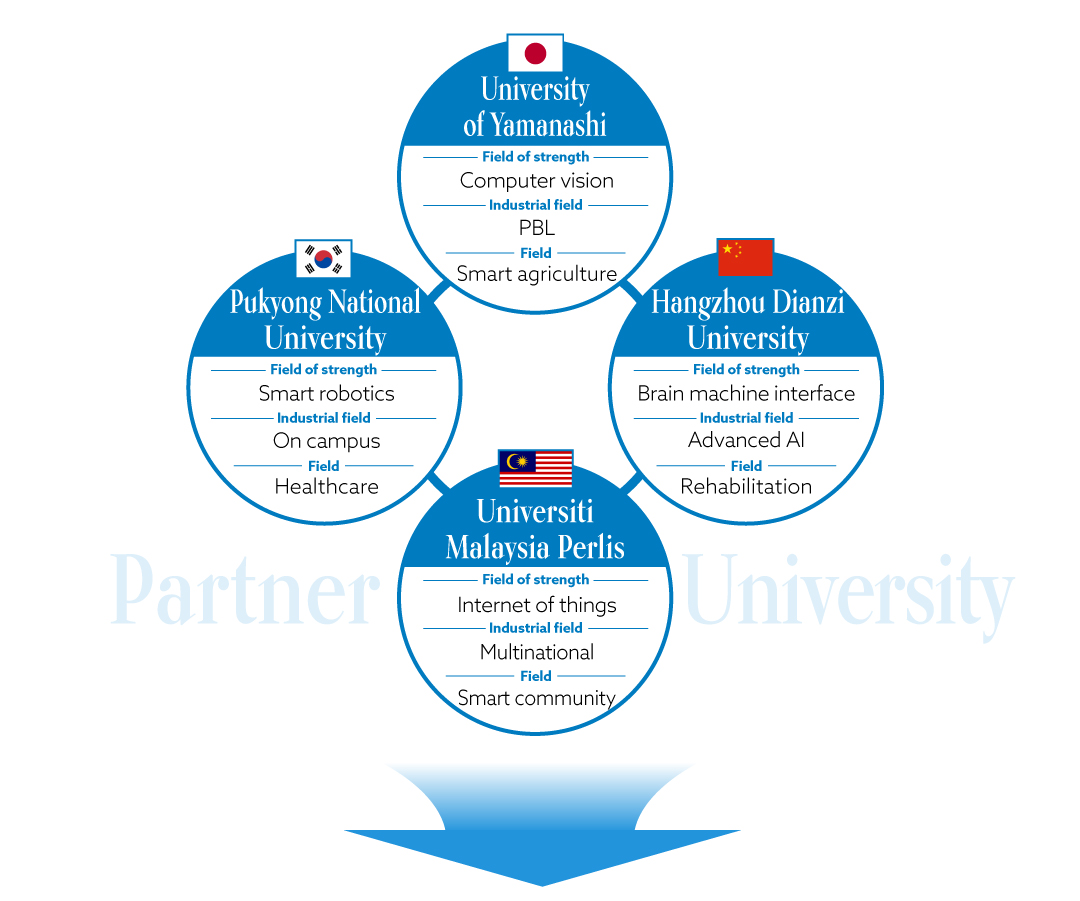 University
of Yamanashi
Field of strength
Computer vision
Industrial field
PBL
Field
Smart agriculture
Pukyong National
University
Field of strength
Smart robotics
Industrial field
On campus
Field
Healthcare
Hangzhou Dianzi
University
Field of strength
Brain machine interface
Industrial field
Advanced AI
Field
Rehabilitation
Universiti
Malaysia Perlis
Field of strength
Internet of things
Industrial field
Multinational
Field
Smart community
Partner University